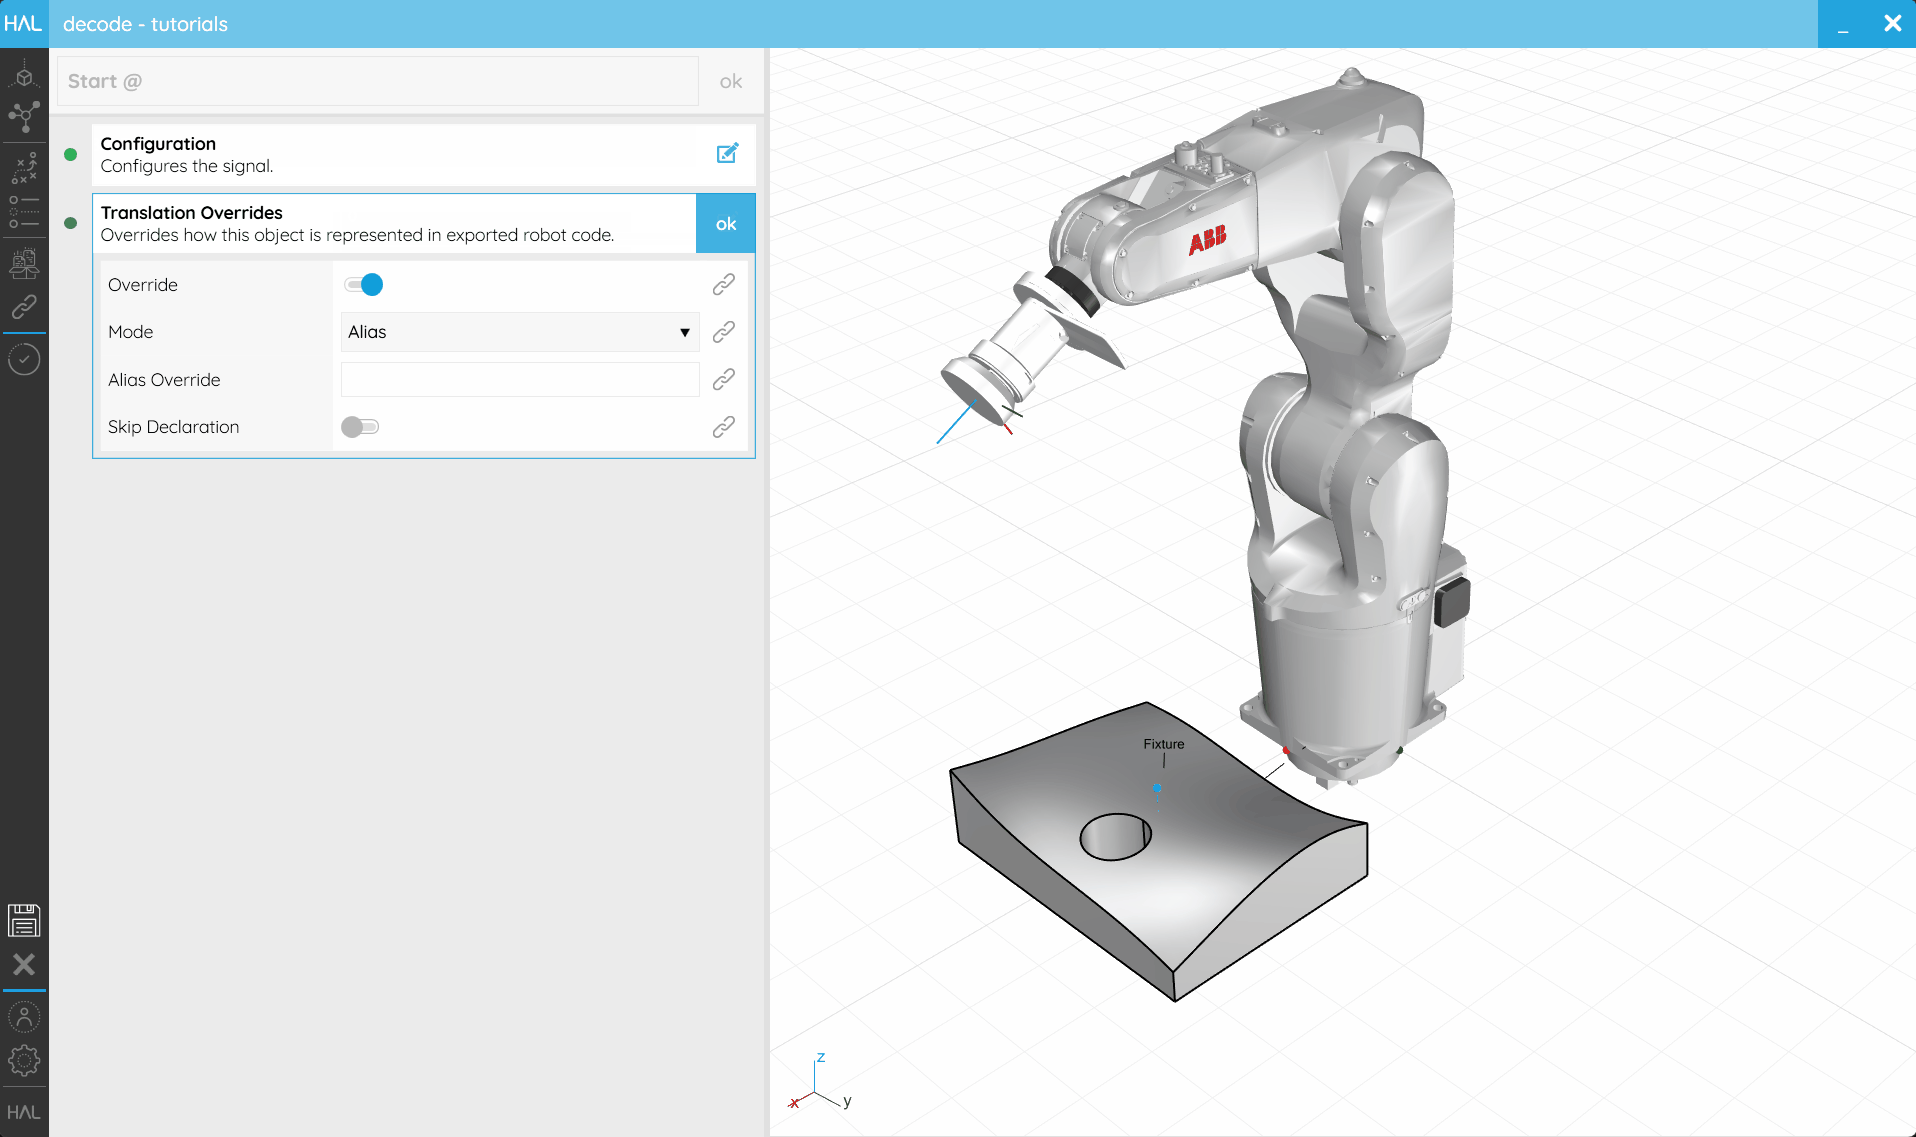 HAL
decode - tutorials
Start @
ok
Configuration
Configures the signal.
Translation Overrides
Overrides how this object is represented in exported robot code.
ok
Override
Mode
Alias
Alias Override
Skip Declaration
HAL
ABB
Fixture
z
x
y